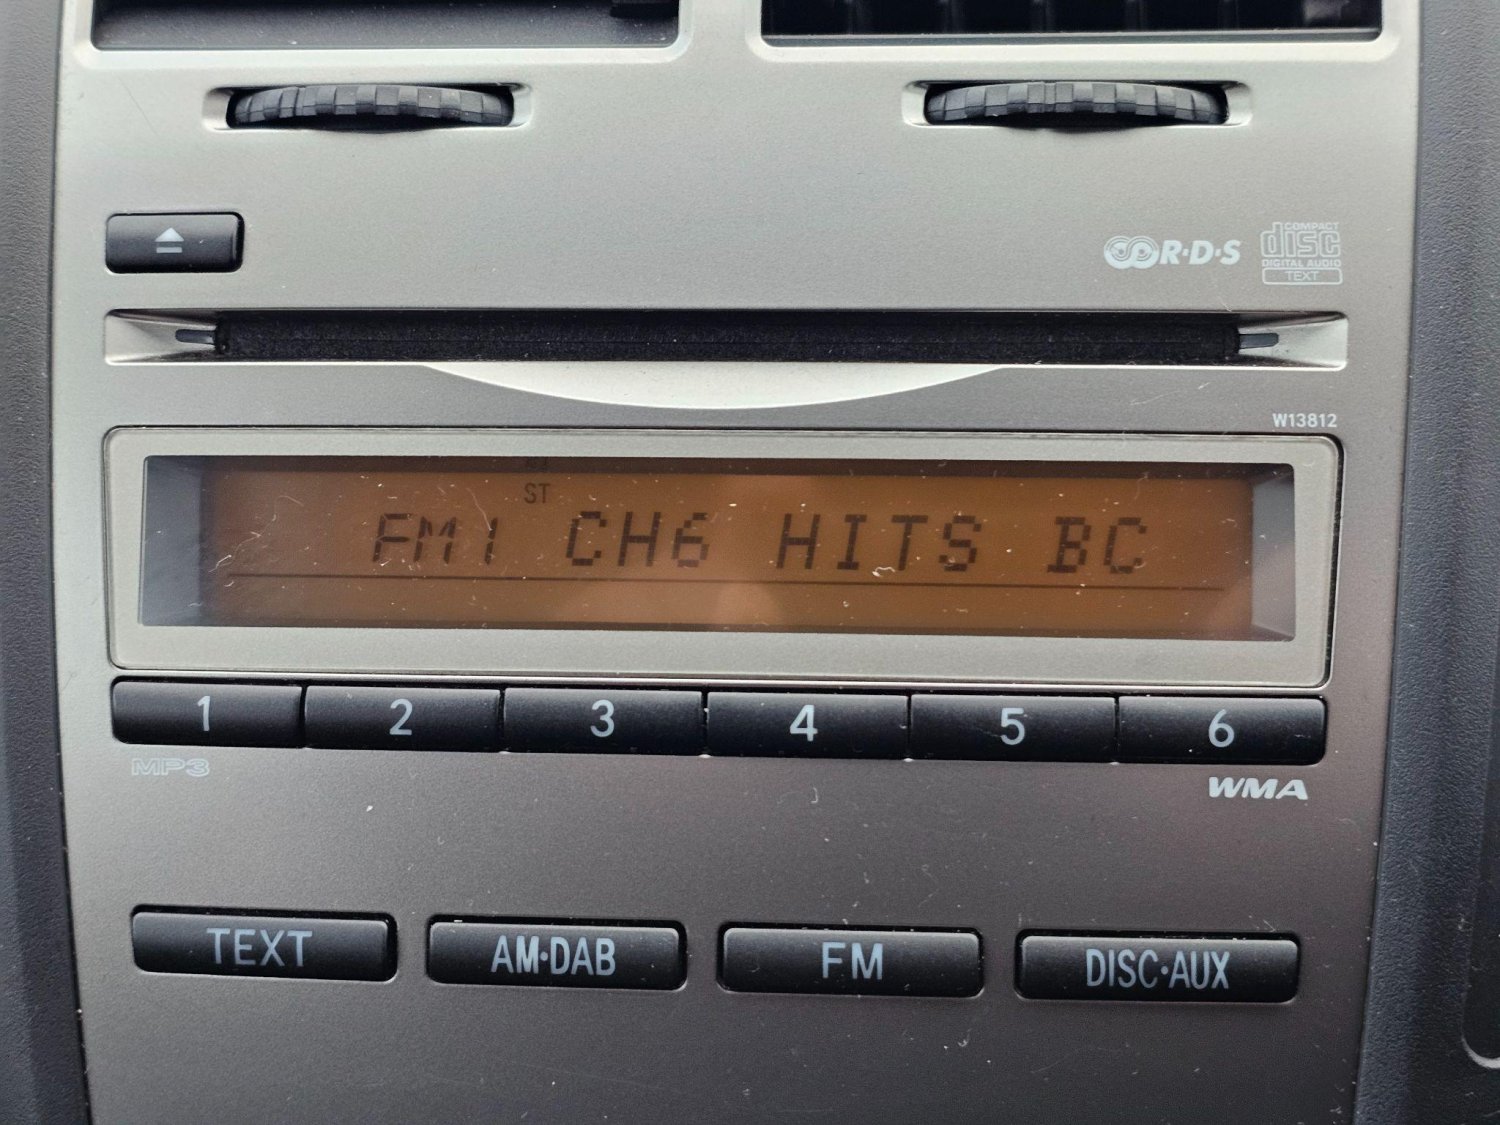 R·D·S
COMPACT
disc
DIGITAL AUDIO
TEXT
W13812
ST
FM1 CH6 HITS BC
1 2 3 4 5 6
MP3
WMA
TEXT AM·DAB FM DISC·AUX